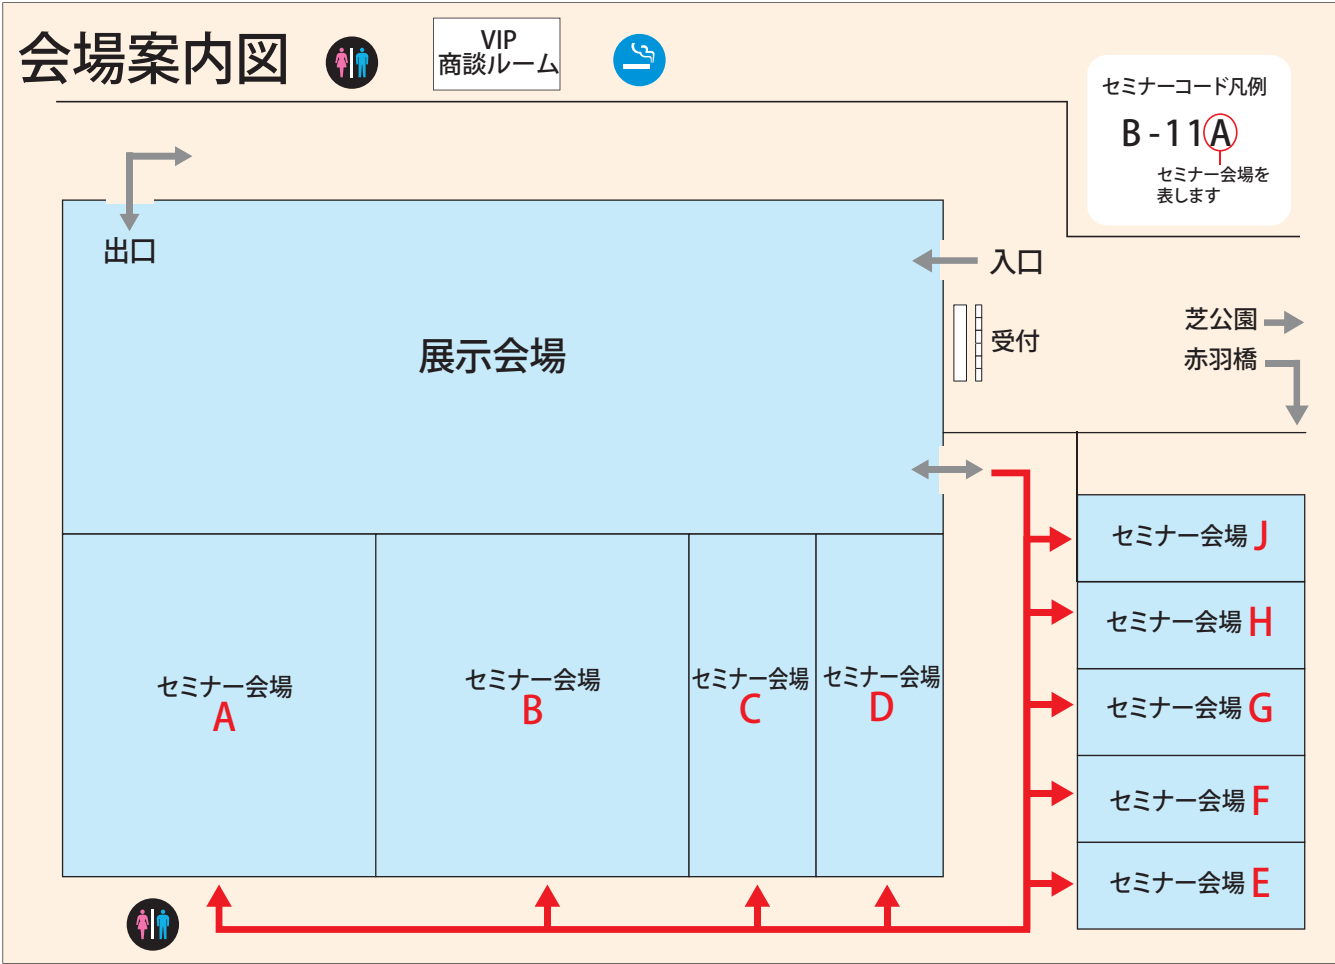 会場案内図
VIP
商談ルーム
セミナーコード凡例
B-11A
セミナー会場を
表します
出口
入口
展示会場
受付
芝公園
赤羽橋
セミナー会場 J
セミナー会場 H
セミナー会場 G
セミナー会場 F
セミナー会場 E
セミナー会場
A
セミナー会場
B
セミナー会場
C
セミナー会場
D